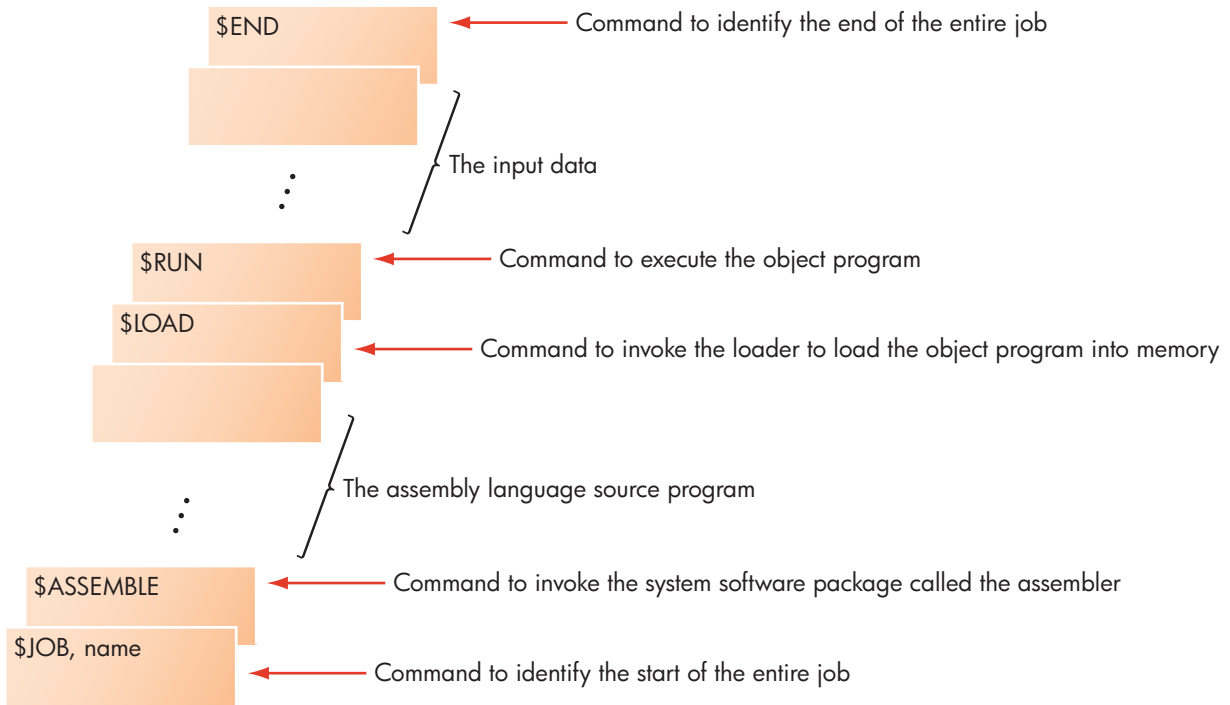 $END
Command to identify the end of the entire job
The input data
$RUN
Command to execute the object program
$LOAD
Command to invoke the loader to load the object program into memory
The assembly language source program
$ASSEMBLE
Command to invoke the system software package called the assembler
$JOB, name
Command to identify the start of the entire job